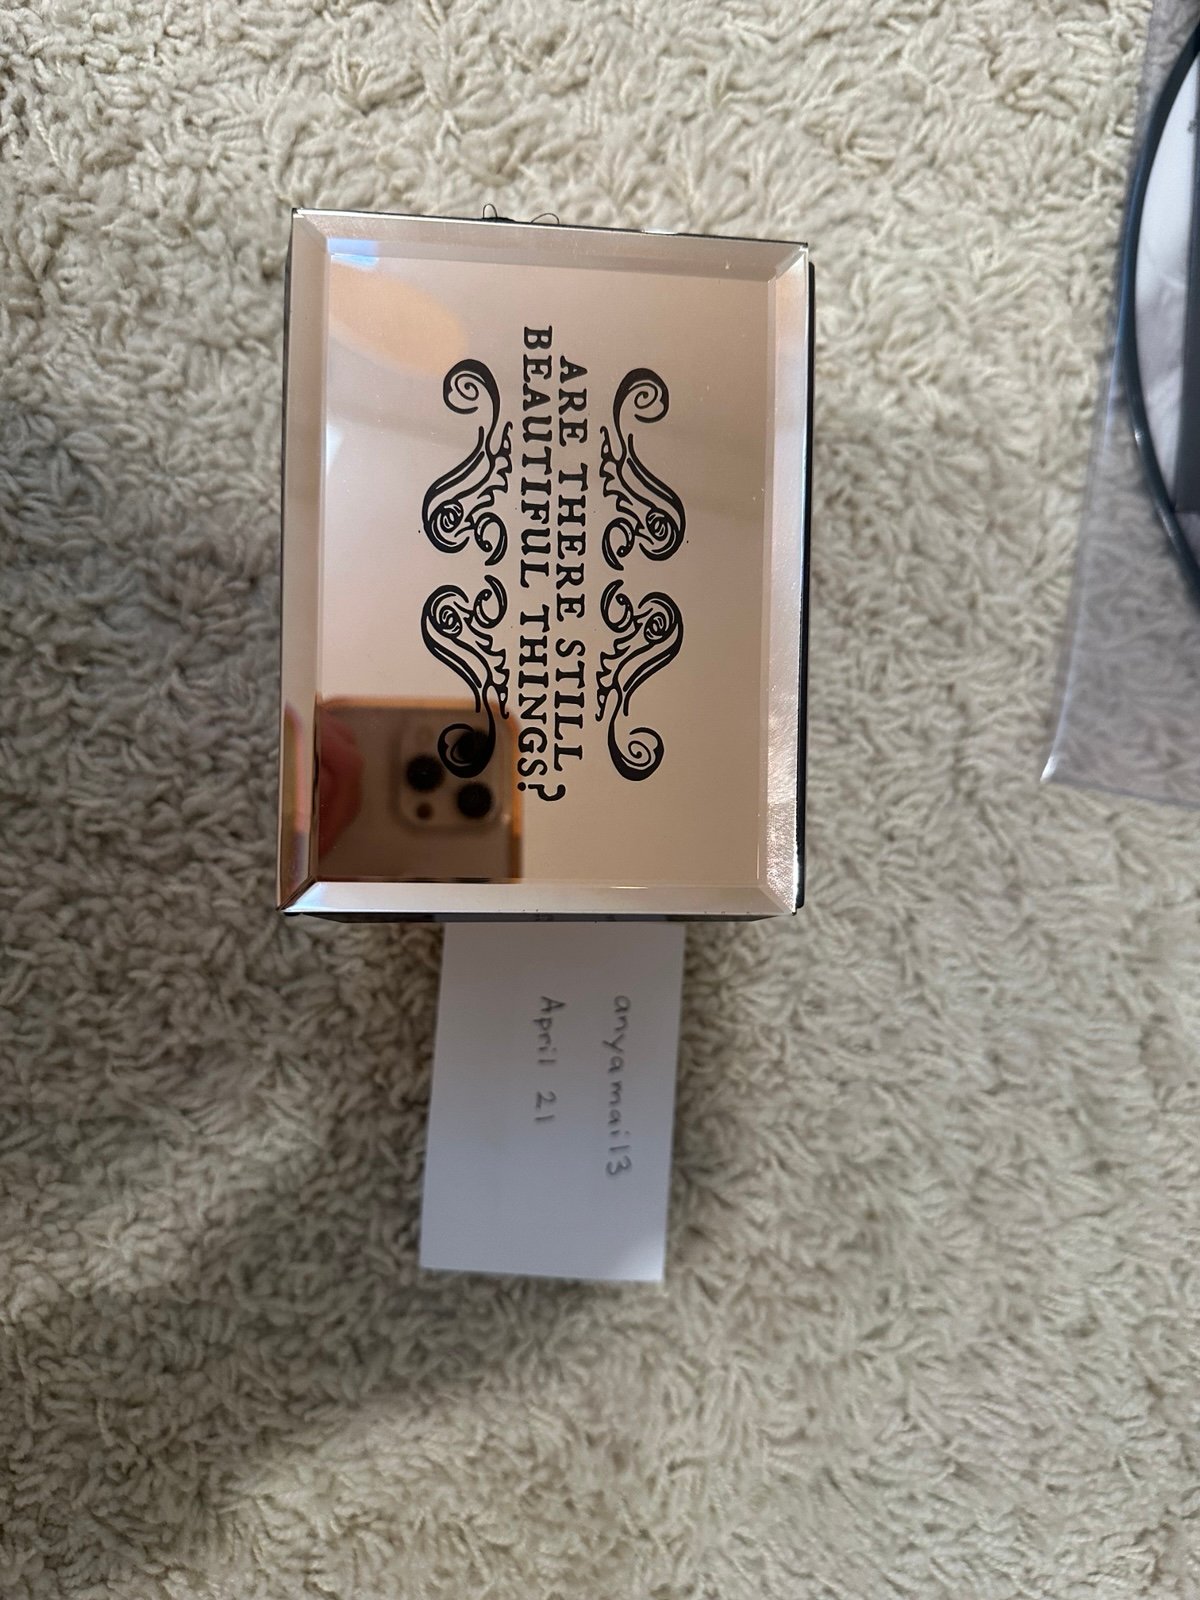 ARE THERE STILL
BEAUTIFUL THINGS?
anyamail3
April 21